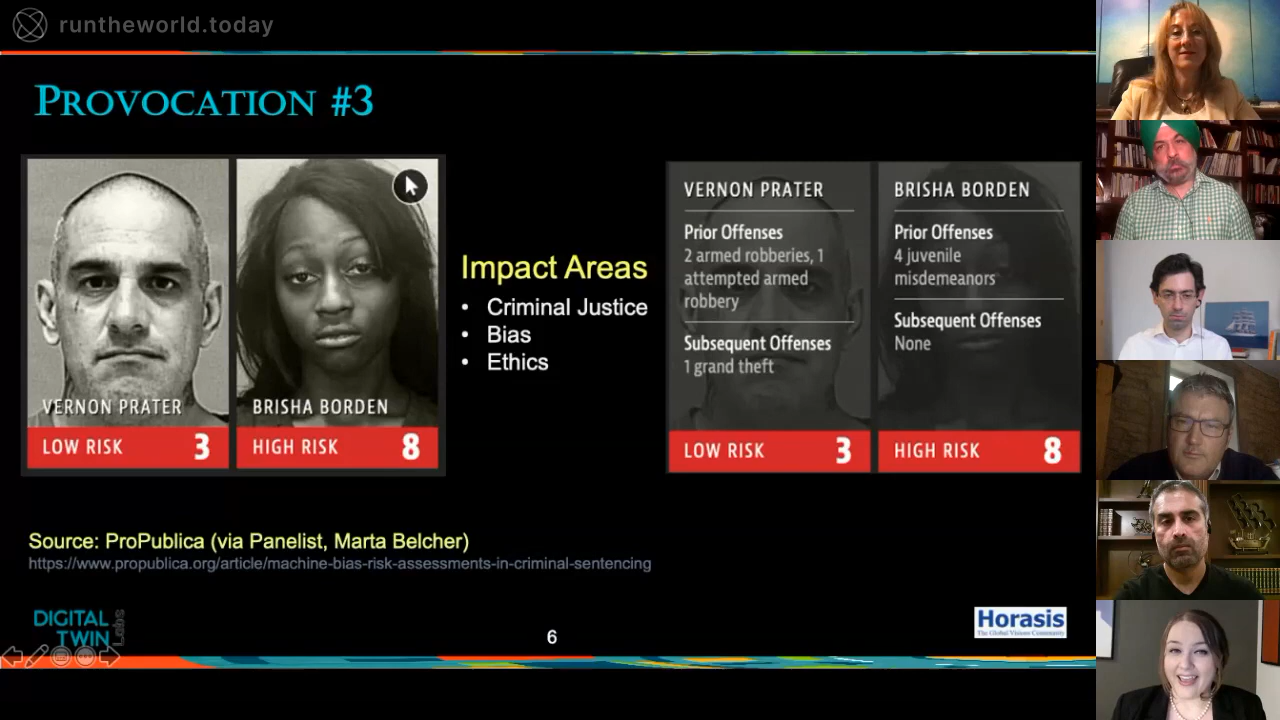 runtheworld.today
PROVOCATION #3
VERNON PRATER
LOW RISK 3
BRISHA BORDEN
HIGH RISK 8
Impact Areas
• Criminal Justice
• Bias
• Ethics
VERNON PRATER
Prior Offenses
2 armed robberies, 1
attempted armed
robbery
Subsequent Offenses
1 grand theft
LOW RISK 3
BRISHA BORDEN
Prior Offenses
4 juvenile
misdemeanors
Subsequent Offenses
None
HIGH RISK 8
Source: ProPublica (via Panelist, Marta Belcher)
https://www.propublica.org/article/machine-bias-risk-assessments-in-criminal-sentencing
DIGITAL
TWIN Labs
6
Horasis
The Global Visions Community